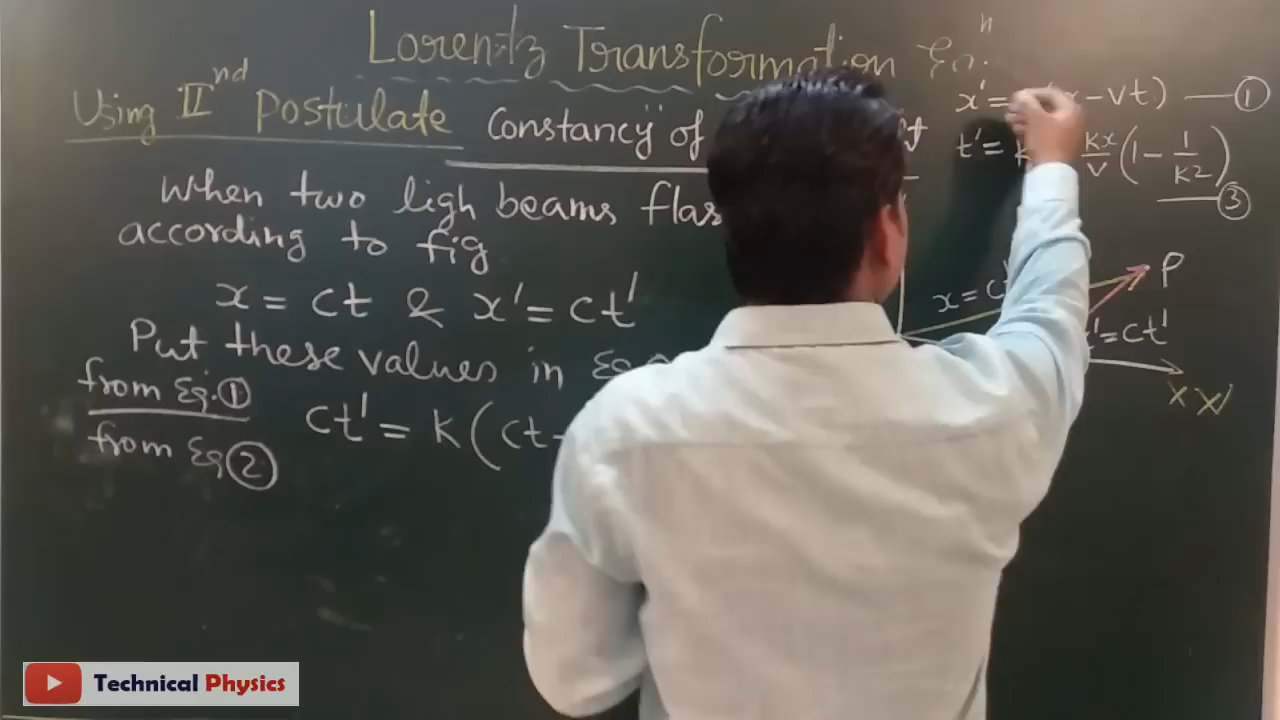 Lorentz Transformation Eqⁿ.
Using IInd Postulate "Constancy of
x' = x - vt) — ①
t' = k kx/v (1 - 1/k2) — ③
When two ligh beams flas
according to fig
P
x = ct
x = ct & x' = ct'
t' = ct'
Put these values in Eq
X X'
from Eq. ①
ct' = k (ct -
from Eq ②
Technical Physics